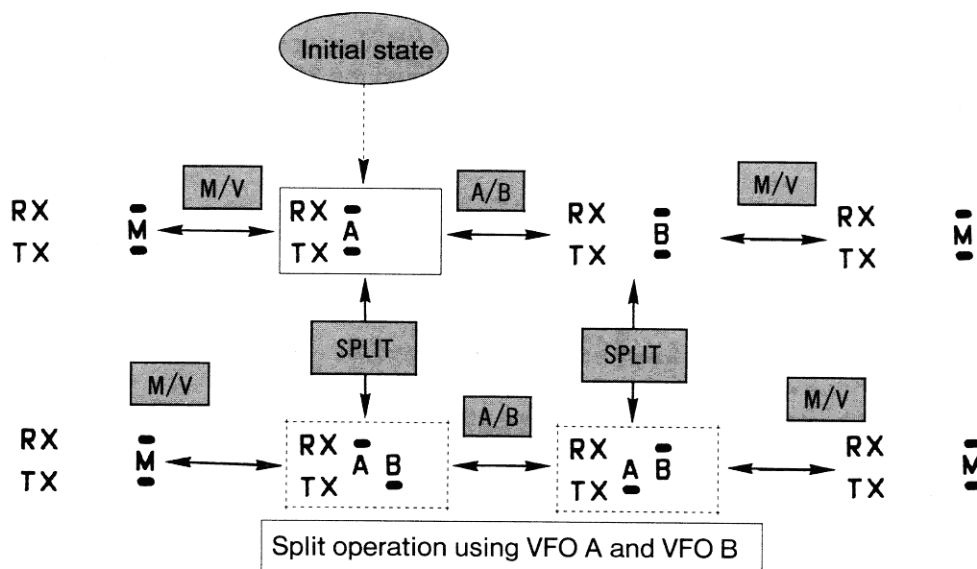 Initial state
M/V A/B M/V
RX RX RX RX
M A B M
TX TX TX TX
SPLIT SPLIT
M/V A/B M/V
RX RX RX RX
M A B A B M
TX TX TX TX
Split operation using VFO A and VFO B